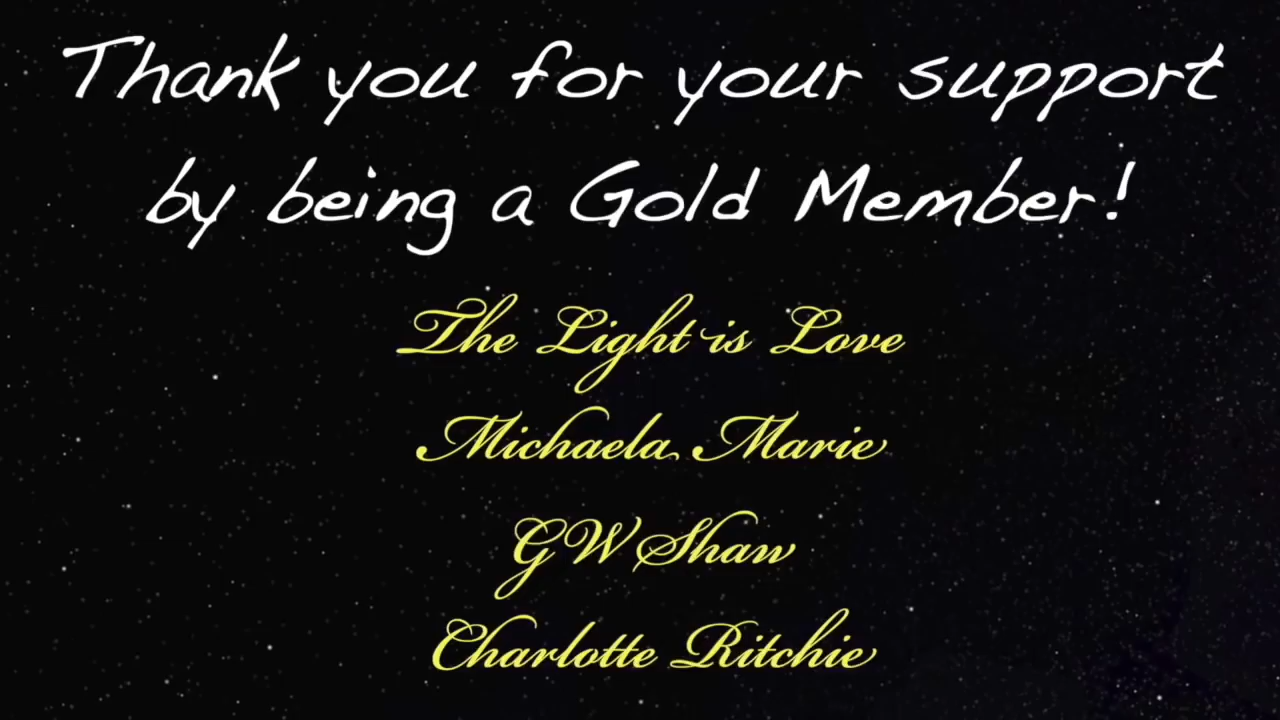 Thank you for your support
by being a Gold Member!
The Light is Love
Michaela Marie
GW Shaw
Charlotte Ritchie